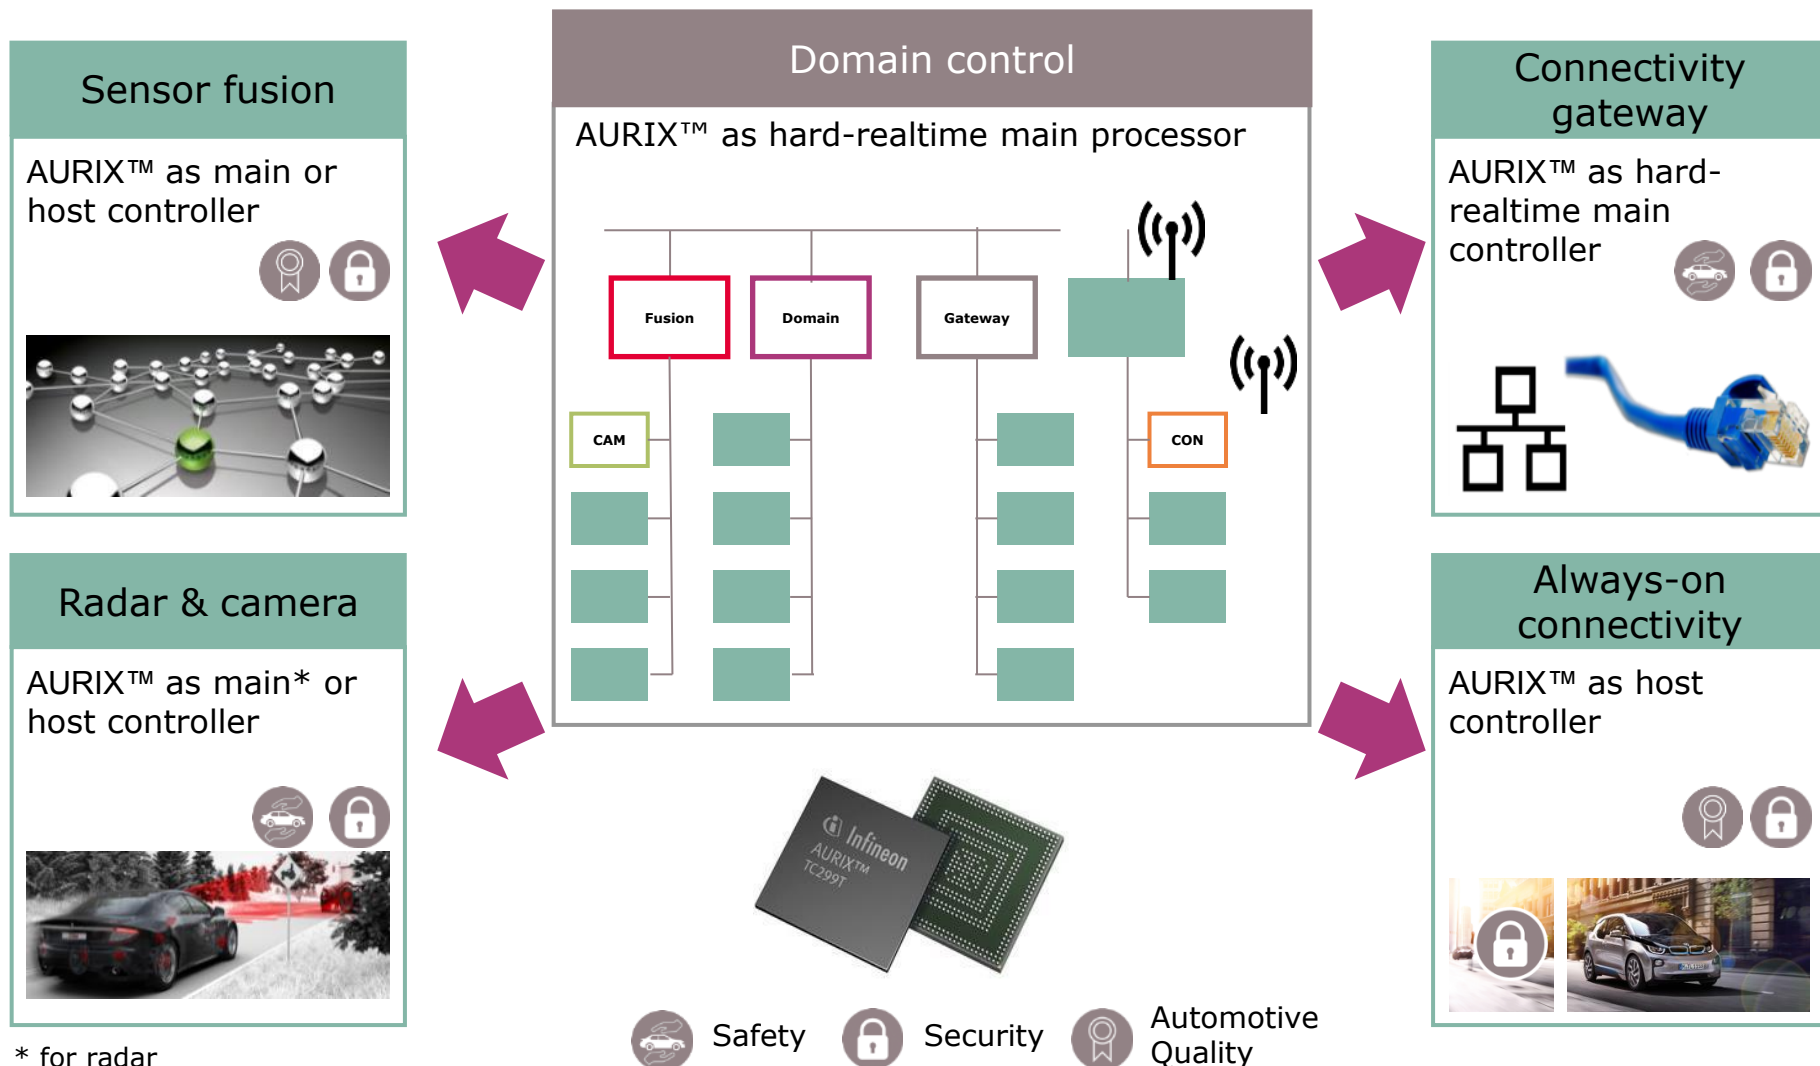 Sensor fusion
AURIX™ as main or
host controller
Radar & camera
AURIX™ as main* or
host controller
* for radar
Domain control
AURIX™ as hard-realtime main processor
Fusion
Domain
Gateway
CAM
CON
Infineon
AURIX™
TC299T
Safety
Security
Automotive
Quality
Connectivity
gateway
AURIX™ as hard-
realtime main
controller
Always-on
connectivity
AURIX™ as host
controller